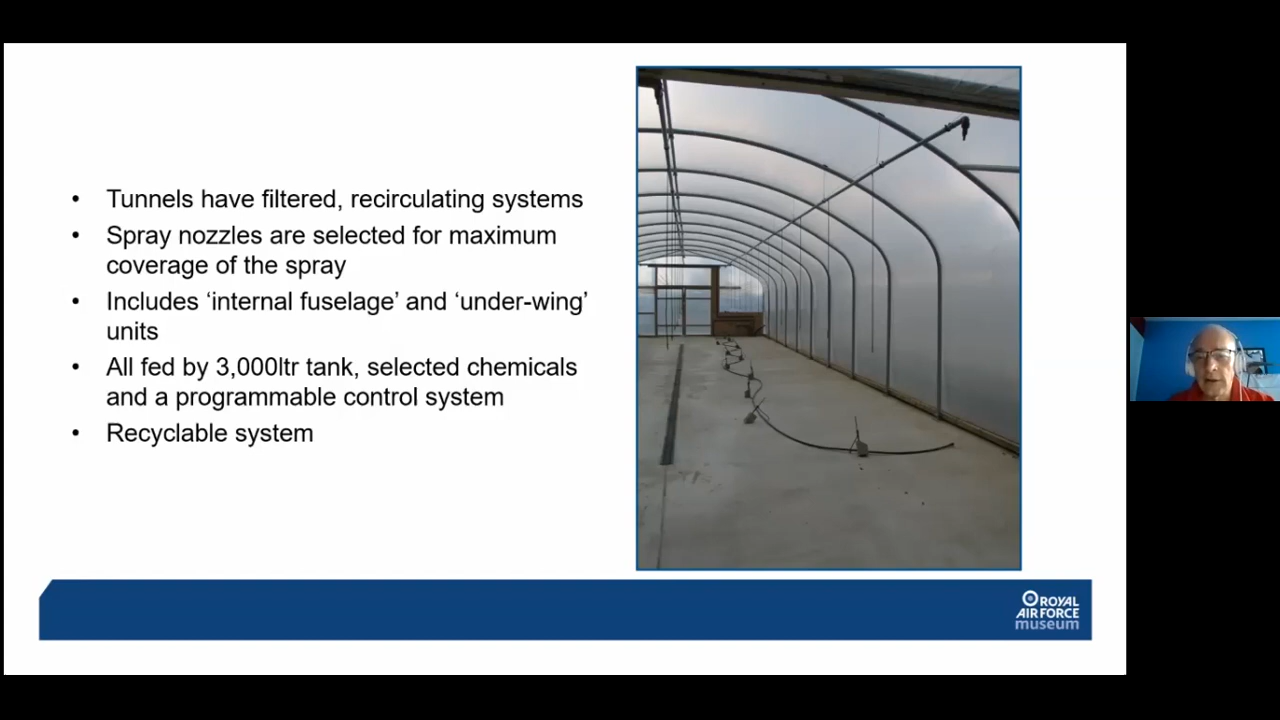 • Tunnels have filtered, recirculating systems
• Spray nozzles are selected for maximum
coverage of the spray
• Includes ‘internal fuselage’ and ‘under-wing’
units
• All fed by 3,000ltr tank, selected chemicals
and a programmable control system
• Recyclable system
ROYAL
AIR FORCE
museum